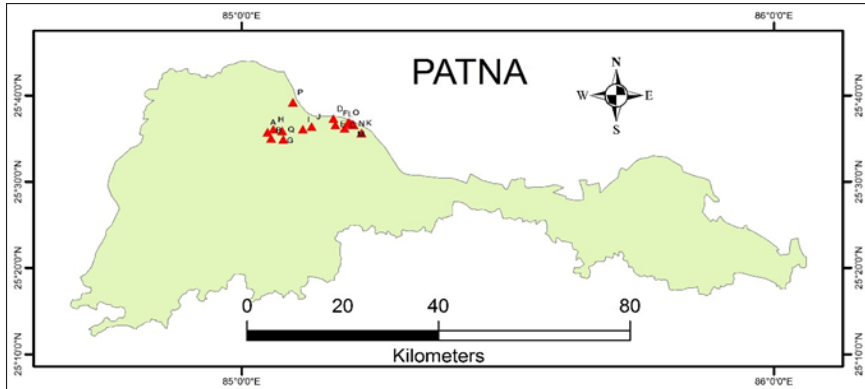 85°0'0"E 86°0'0"E
PATNA
N
W E
S
25°40'0"N 25°40'0"N
25°30'0"N 25°30'0"N
25°20'0"N 25°20'0"N
25°10'0"N 25°10'0"N
P
D O
H
A
I J
N K
Q
G
0 20 40 80
Kilometers
85°0'0"E 86°0'0"E